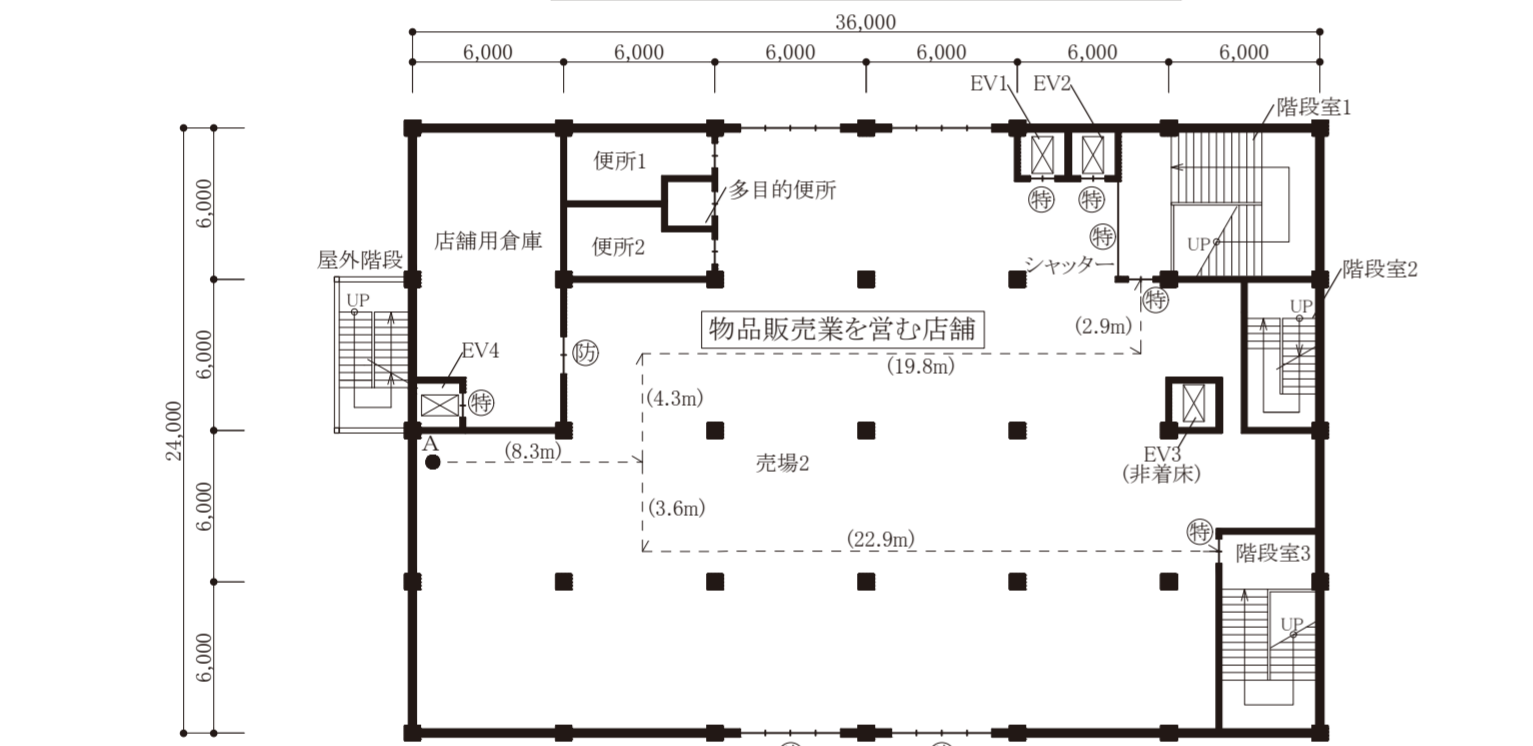 36,000
6,000 6,000 6,000 6,000 6,000 6,000
EV1 EV2
階段室1
便所1
多目的便所
特 特
6,000
店舗用倉庫
便所2
特
UP
屋外階段
シャッター
階段室2
特
UP
UP
物品販売業を営む店舗
(2.9m)
EV4
防
(19.8m)
6,000
特
(4.3m)
24,000
A
(8.3m)
売場2
EV3
(非着床)
6,000
(3.6m)
(22.9m)
特
階段室3
UP
6,000